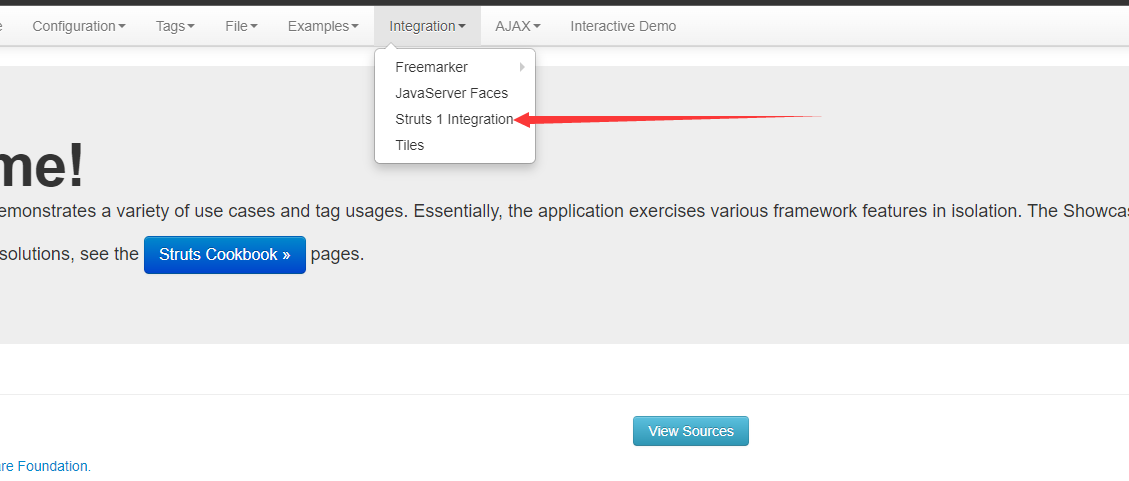 e Configuration Tags File Examples Integration AJAX Interactive Demo
Freemarker
JavaServer Faces
Struts 1 Integration
Tiles
me!
emonstrates a variety of use cases and tag usages. Essentially, the application exercises various framework features in isolation. The Showcas
solutions, see the Struts Cookbook » pages.
View Sources
are Foundation.